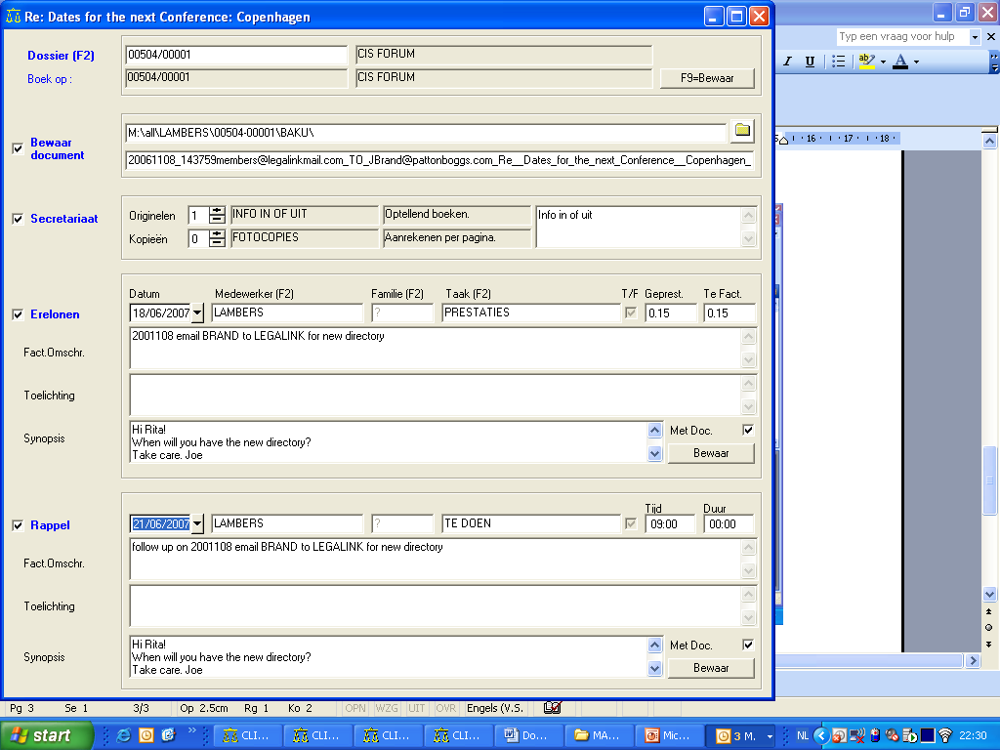 Re: Dates for the next Conference: Copenhagen
Typ een vraag voor hulp
Dossier (F2)
00504/00001
CIS FORUM
Boek op :
00504/00001
CIS FORUM
F9=Bewaar
I U
A
Bewaar document
M:\all\LAMBERS\00504-00001\BAKU\
20061108_143759members@legalinkmail.com_TO_JBrand@pattonboggs.com_Re__Dates_for_the_next_Conference__Copenhagen_
· 16 · 17 · 18
Secretariaat
Originelen 1 INFO IN OF UIT Optellend boeken. Info in of uit
Kopieën 0 FOTOCOPIES Aanrekenen per pagina.
Datum Medewerker (F2) Familie (F2) Taak (F2) T/F Geprest. Te Fact.
Erelonen 18/06/2007 LAMBERS ? PRESTATIES 0.15 0.15
Fact.Omschr. 2001108 email BRAND to LEGALINK for new directory
Toelichting
Synopsis
Hi Rita!
When will you have the new directory?
Take care. Joe
Met Doc.
Bewaar
Tijd Duur
Rappel 21/06/2007 LAMBERS ? TE DOEN 09:00 00:00
Fact.Omschr. follow up on 2001108 email BRAND to LEGALINK for new directory
Toelichting
Synopsis
Hi Rita!
When will you have the new directory?
Take care. Joe
Met Doc.
Bewaar
Pg 3 Se 1 3/3 Op 2.5cm Rg 1 Ko 2 OPN WZG UIT OVR Engels (V.S.
start CLI... CLI... CLI... CLI... Do... MA... Mic... 3 M. NL 22:30